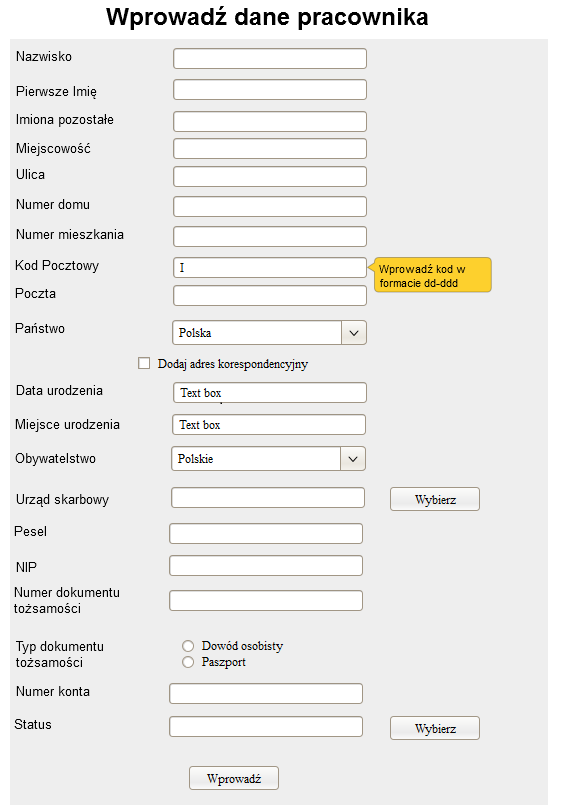 Wprowadź dane pracownika
Nazwisko
Pierwsze Imię
Imiona pozostałe
Miejscowość
Ulica
Numer domu
Numer mieszkania
Kod Pocztowy I Wprowadź kod w
formacie dd-ddd
Poczta
Państwo Polska
Dodaj adres korespondencyjny
Data urodzenia Text box
Miejsce urodzenia Text box
Obywatelstwo Polskie
Urząd skarbowy Wybierz
Pesel
NIP
Numer dokumentu
tożsamości
Typ dokumentu Dowód osobisty
tożsamości Paszport
Numer konta
Status Wybierz
Wprowadź